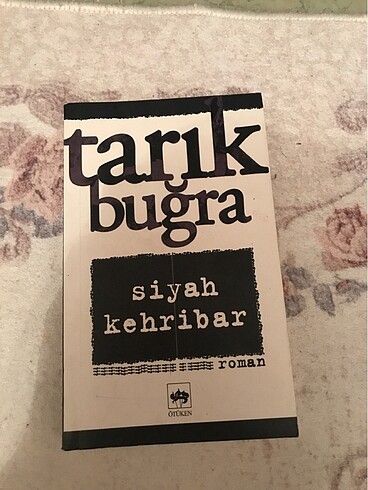 tarık
buğra
siyah
kehribar
roman
ÖTÜKEN